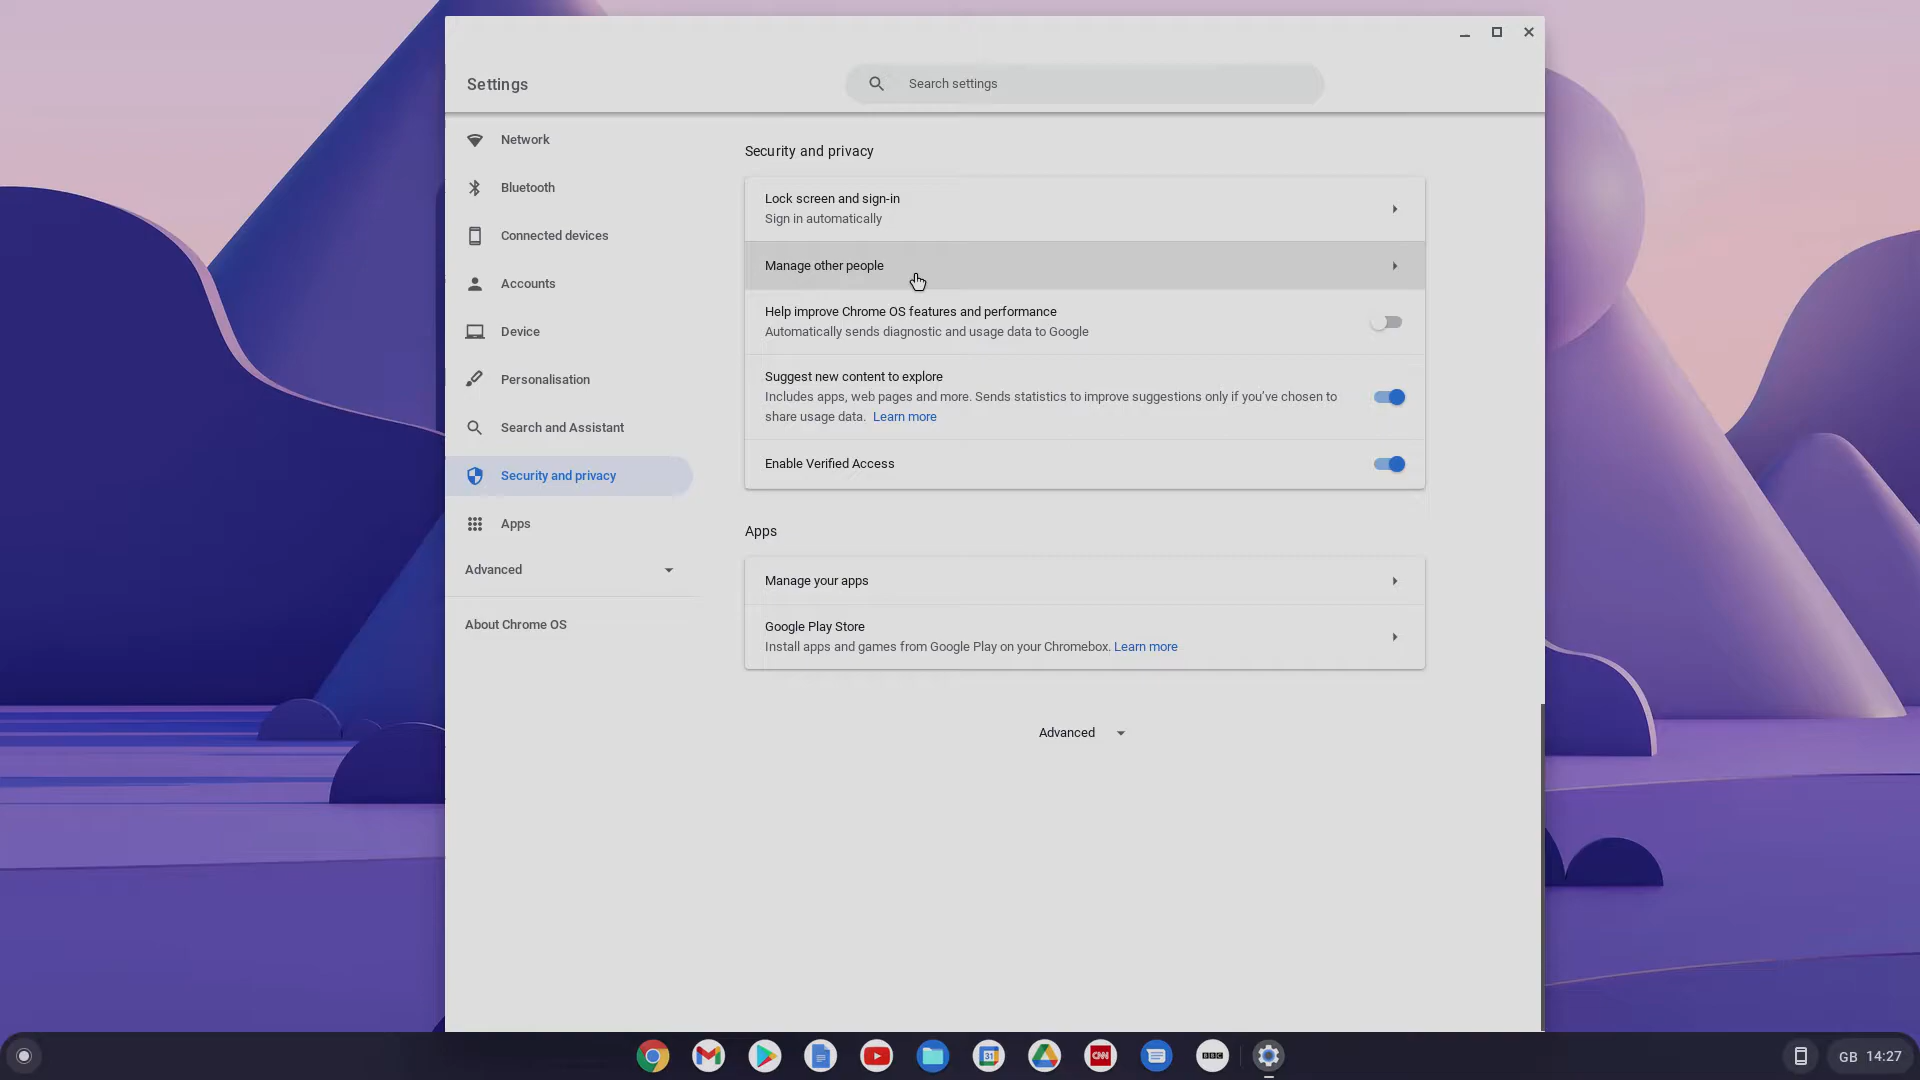 Settings
Search settings
Network
Bluetooth
Connected devices
Accounts
Device
Personalisation
Search and Assistant
Security and privacy
Apps
Advanced
About Chrome OS
Security and privacy
Lock screen and sign-in
Sign in automatically
Manage other people
Help improve Chrome OS features and performance
Automatically sends diagnostic and usage data to Google
Suggest new content to explore
Includes apps, web pages and more. Sends statistics to improve suggestions only if you've chosen to
share usage data. Learn more
Enable Verified Access
Apps
Manage your apps
Google Play Store
Install apps and games from Google Play on your Chromebox. Learn more
Advanced
31
CNN
BBC
GB 14:27